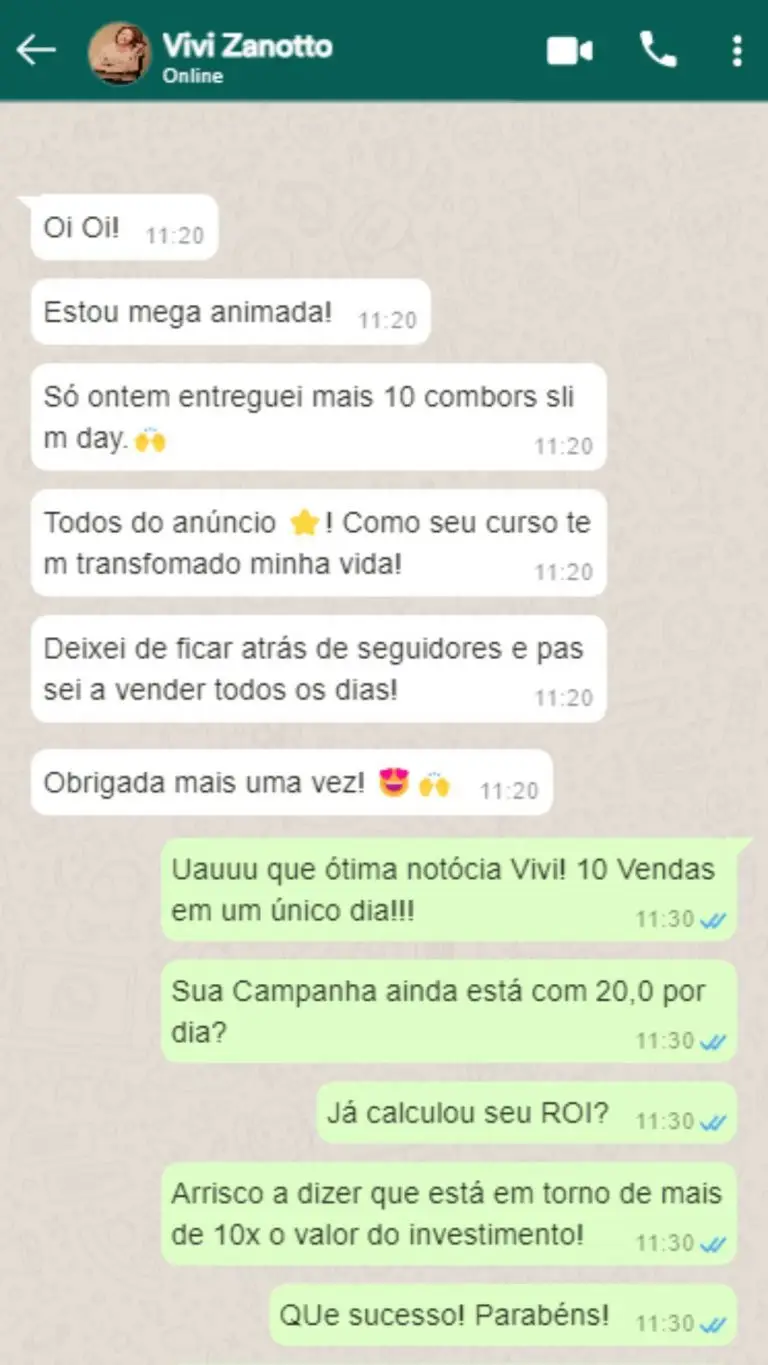 Vivi Zanotto
Online
Oi Oi! 11:20
Estou mega animada! 11:20
Só ontem entreguei mais 10 combors sli
m day. 🙌 11:20
Todos do anúncio ⭐! Como seu curso te
m transfomado minha vida! 11:20
Deixei de ficar atrás de seguidores e pas
sei a vender todos os dias! 11:20
Obrigada mais uma vez! 😍 🙌 11:20
Uauuu que ótima notócia Vivi! 10 Vendas
em um único dia!!! 11:30
Sua Campanha ainda está com 20,0 por
dia? 11:30
Já calculou seu ROI? 11:30
Arrisco a dizer que está em torno de mais
de 10x o valor do investimento! 11:30
QUe sucesso! Parabéns! 11:30